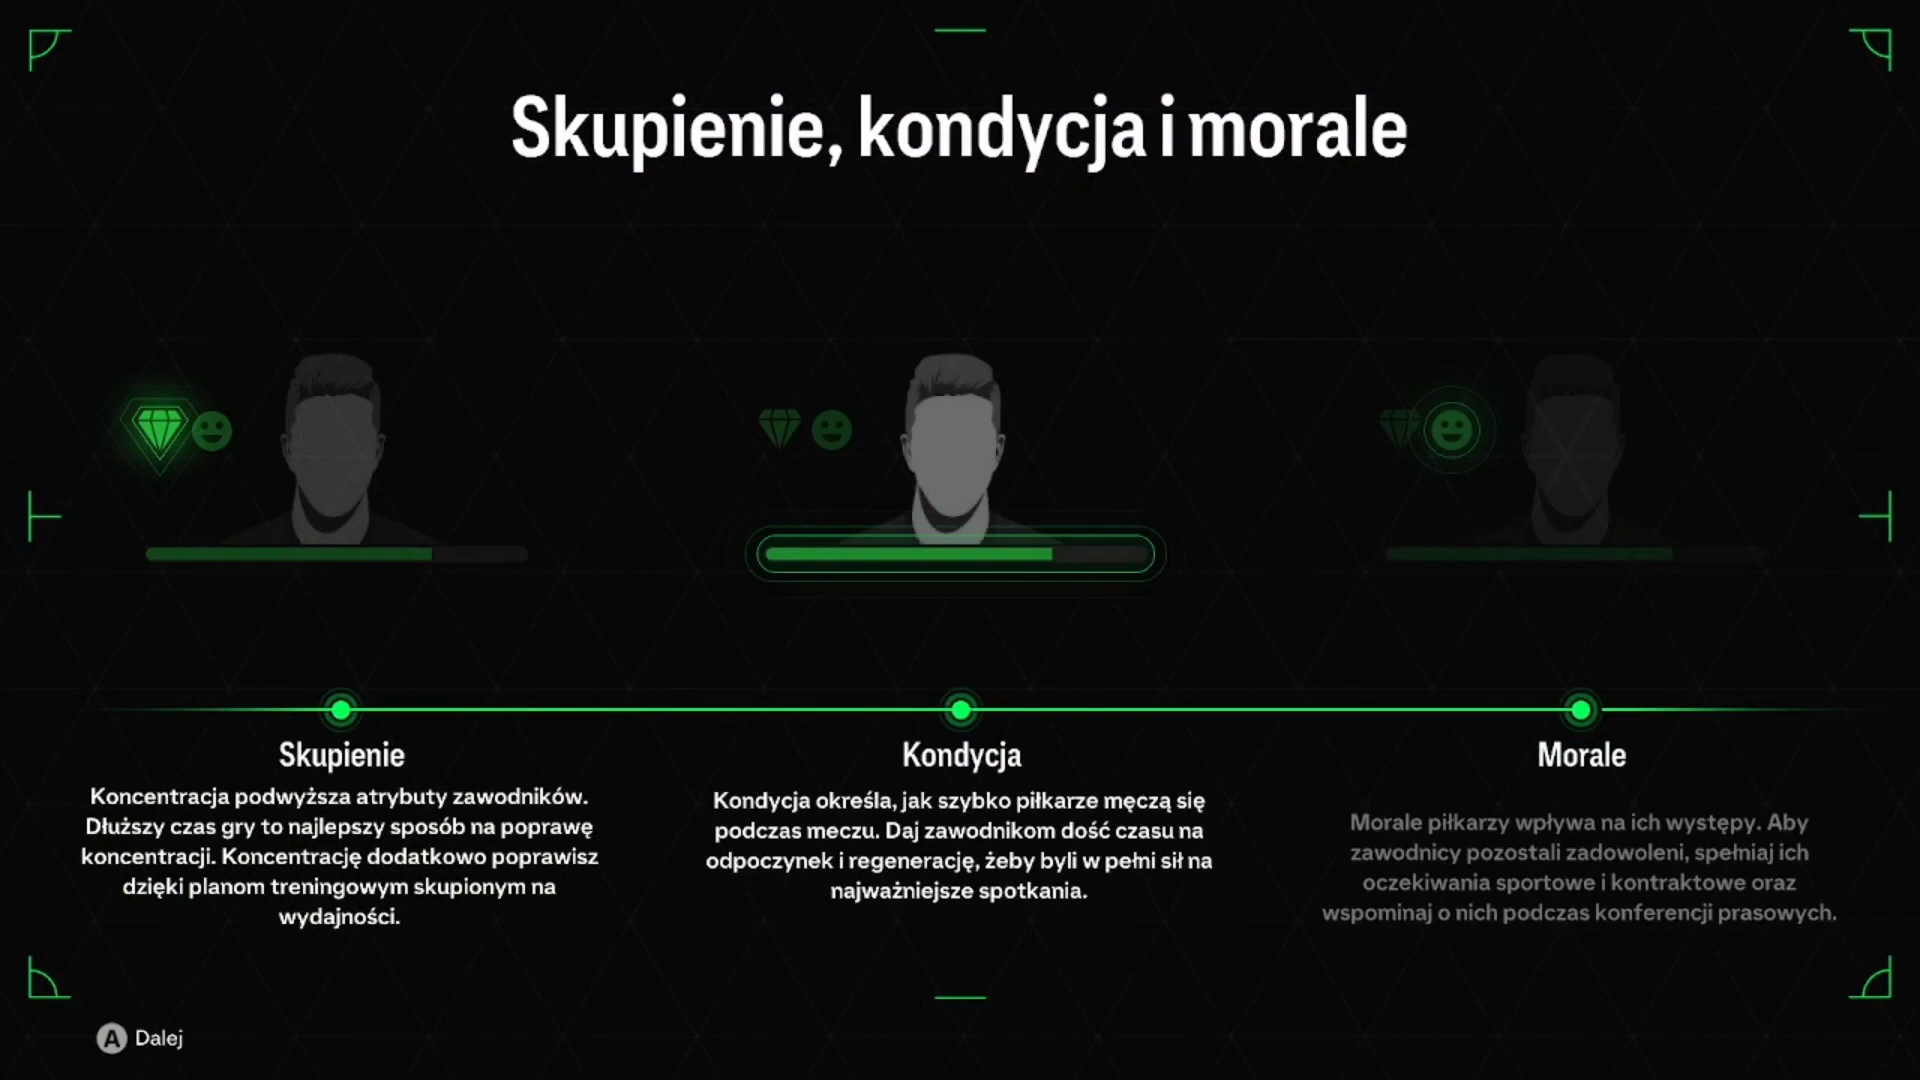 Skupienie, kondycja i morale
Skupienie
Koncentracja podwyższa atrybuty zawodników.
Dłuższy czas gry to najlepszy sposób na poprawę
koncentracji. Koncentrację dodatkowo poprawisz
dzięki planom treningowym skupionym na
wydajności.
Kondycja
Kondycja określa, jak szybko piłkarze męczą się
podczas meczu. Daj zawodnikom dość czasu na
odpoczynek i regenerację, żeby byli w pełni sił na
najważniejsze spotkania.
Morale
Morale piłkarzy wpływa na ich występy. Aby
zawodnicy pozostali zadowoleni, spełniaj ich
oczekiwania sportowe i kontraktowe oraz
wspominaj o nich podczas konferencji prasowych.
A Dalej